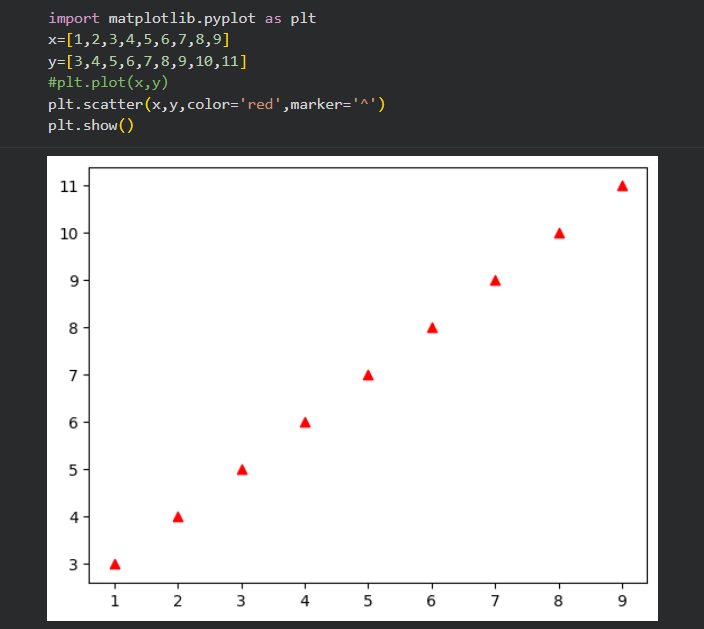 import matplotlib.pyplot as plt
x=[1,2,3,4,5,6,7,8,9]
y=[3,4,5,6,7,8,9,10,11]
#plt.plot(x,y)
plt.scatter(x,y,color='red',marker='^')
plt.show()
11
10
9
8
7
6
5
4
3
1 2 3 4 5 6 7 8 9